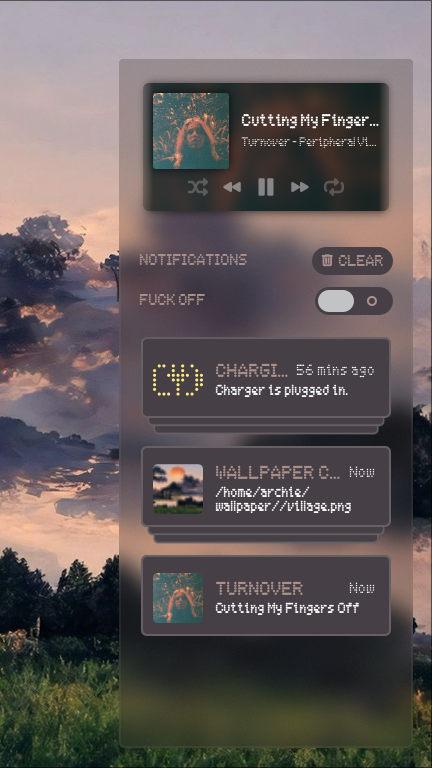 Cutting My Finger...
Turnover - Peripheral Vi...
NOTIFICATIONS
CLEAR
FUCK OFF
CHARGI... 56 mins ago
Charger is plugged in.
WALLPAPER C... Now
/home/archie/
wallpaper//village.png
TURNOVER Now
Cutting My Fingers Off